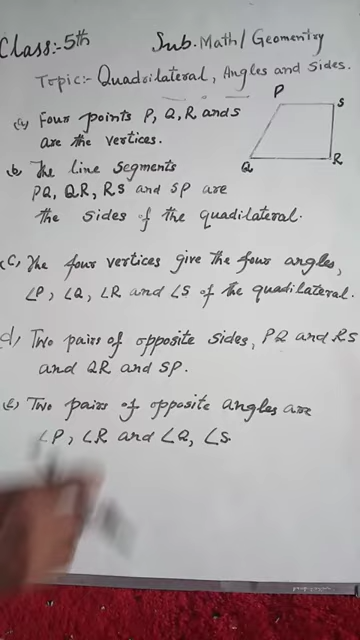 Class:- 5th Sub. Math/Geomentry
Topic:- Quadrilateral, Angles and Sides.
P
S
Q
R
(a) Four points P, Q, R and S
are the vertices.
b, The line segments
PQ, QR, RS and SP are
the sides of the quadrilateral.
(C, The four vertices give the four angles,
∠P, ∠Q, ∠R and ∠S of the quadrilateral.
d, Two pairs of opposite sides, PQ and RS
and QR and SP.
(E) Two pairs of opposite angles are
∠P, ∠R and ∠Q, ∠S.